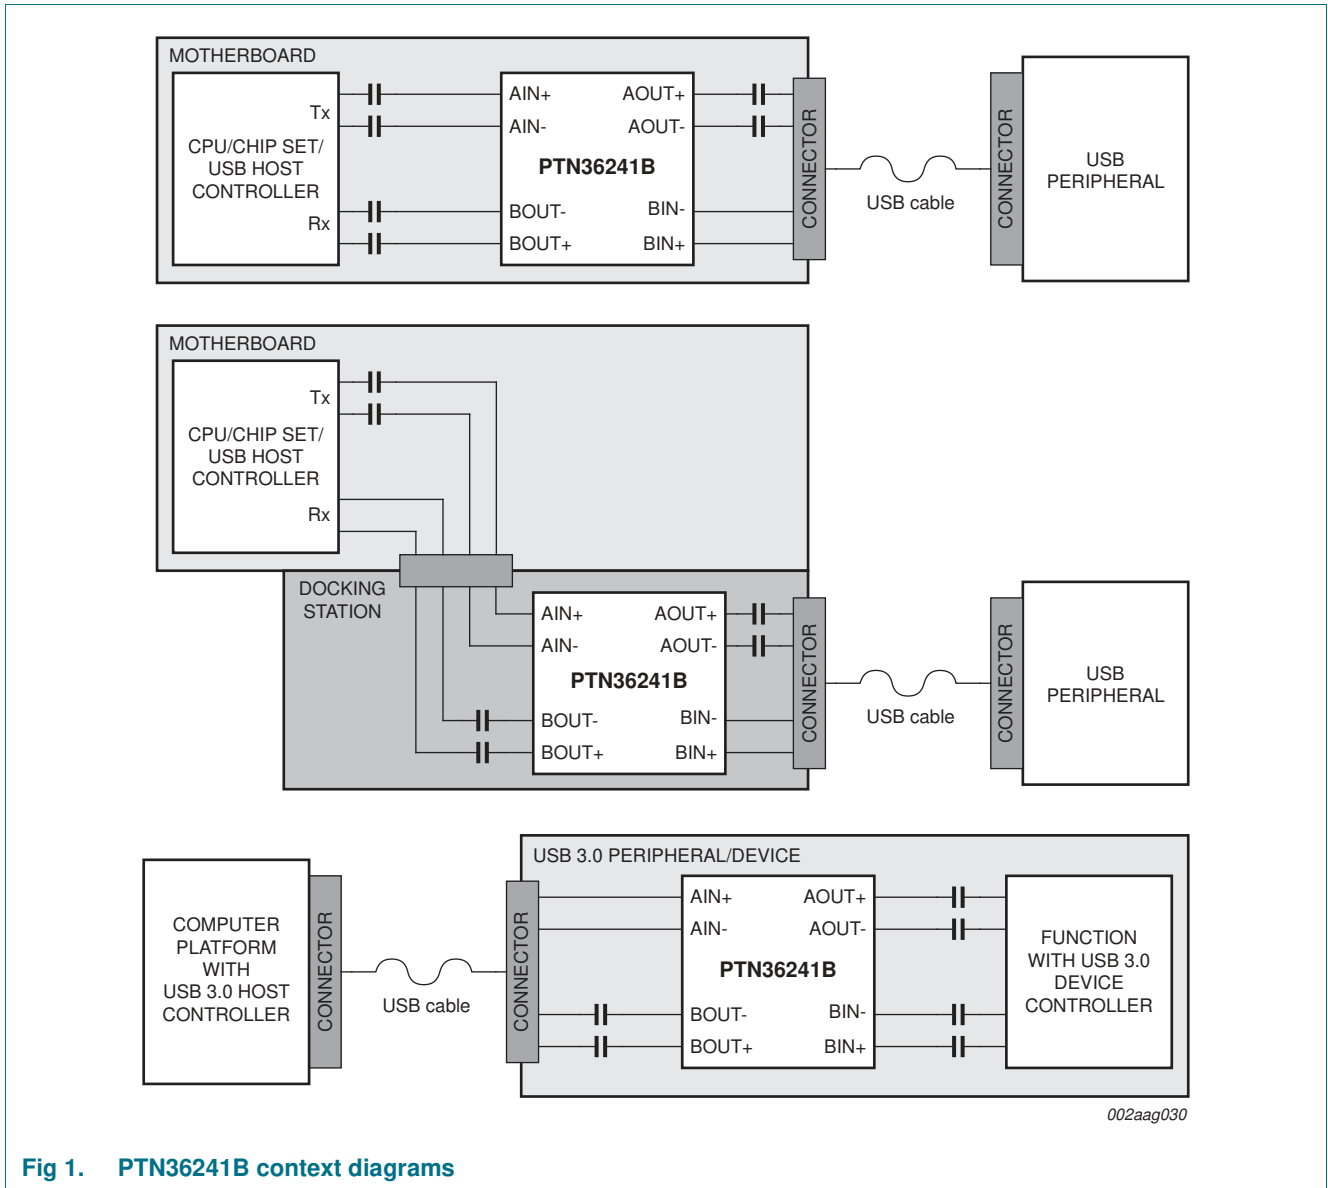 MOTHERBOARD
Tx
CPU/CHIP SET/
USB HOST
CONTROLLER
Rx
AIN+
AIN-
AOUT+
AOUT-
PTN36241B
BOUT-
BOUT+
BIN-
BIN+
CONNECTOR
USB cable
CONNECTOR
USB
PERIPHERAL
MOTHERBOARD
Tx
CPU/CHIP SET/
USB HOST
CONTROLLER
Rx
DOCKING
STATION
AIN+
AIN-
AOUT+
AOUT-
PTN36241B
BOUT-
BOUT+
BIN-
BIN+
CONNECTOR
USB cable
CONNECTOR
USB
PERIPHERAL
COMPUTER
PLATFORM
WITH
USB 3.0 HOST
CONTROLLER
CONNECTOR
USB cable
CONNECTOR
USB 3.0 PERIPHERAL/DEVICE
AIN+
AIN-
AOUT+
AOUT-
PTN36241B
BOUT-
BOUT+
BIN-
BIN+
FUNCTION
WITH USB 3.0
DEVICE
CONTROLLER
002aag030
Fig 1. PTN36241B context diagrams